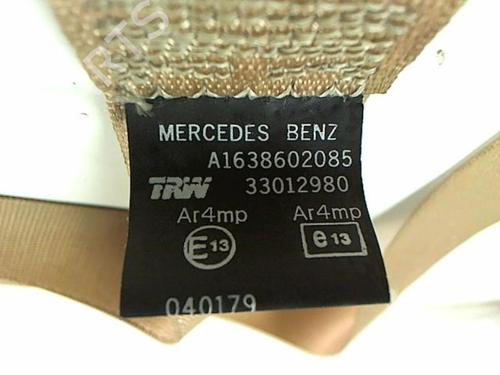 MERCEDES BENZ
A1638602085
TRW 33012980
Ar4mp Ar4mp
E13 e13
040179